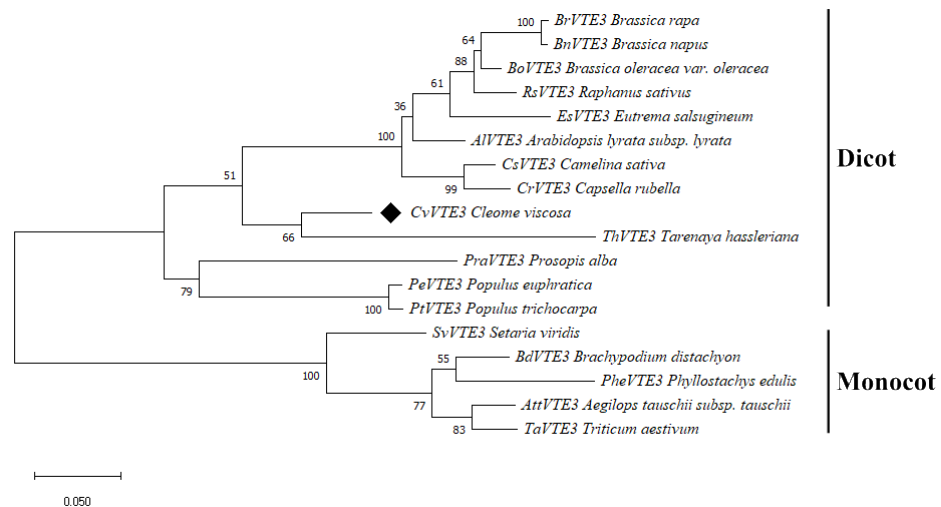 BrVTE3 Brassica rapa
100
BnVTE3 Brassica napus
64
BoVTE3 Brassica oleracea var. oleracea
88
RsVTE3 Raphanus sativus
61
EsVTE3 Eutrema salsugineum
36
AlVTE3 Arabidopsis lyrata subsp. lyrata
100
Dicot
CsVTE3 Camelina sativa
99
CrVTE3 Capsella rubella
51
CvVTE3 Cleome viscosa
66
ThVTE3 Tarenaya hassleriana
PraVTE3 Prosopis alba
79
PeVTE3 Populus euphratica
100
PtVTE3 Populus trichocarpa
SvVTE3 Setaria viridis
100
55
BdVTE3 Brachypodium distachyon
PheVTE3 Phyllostachys edulis
Monocot
77
AttVTE3 Aegilops tauschii subsp. tauschii
83
TaVTE3 Triticum aestivum
0.050